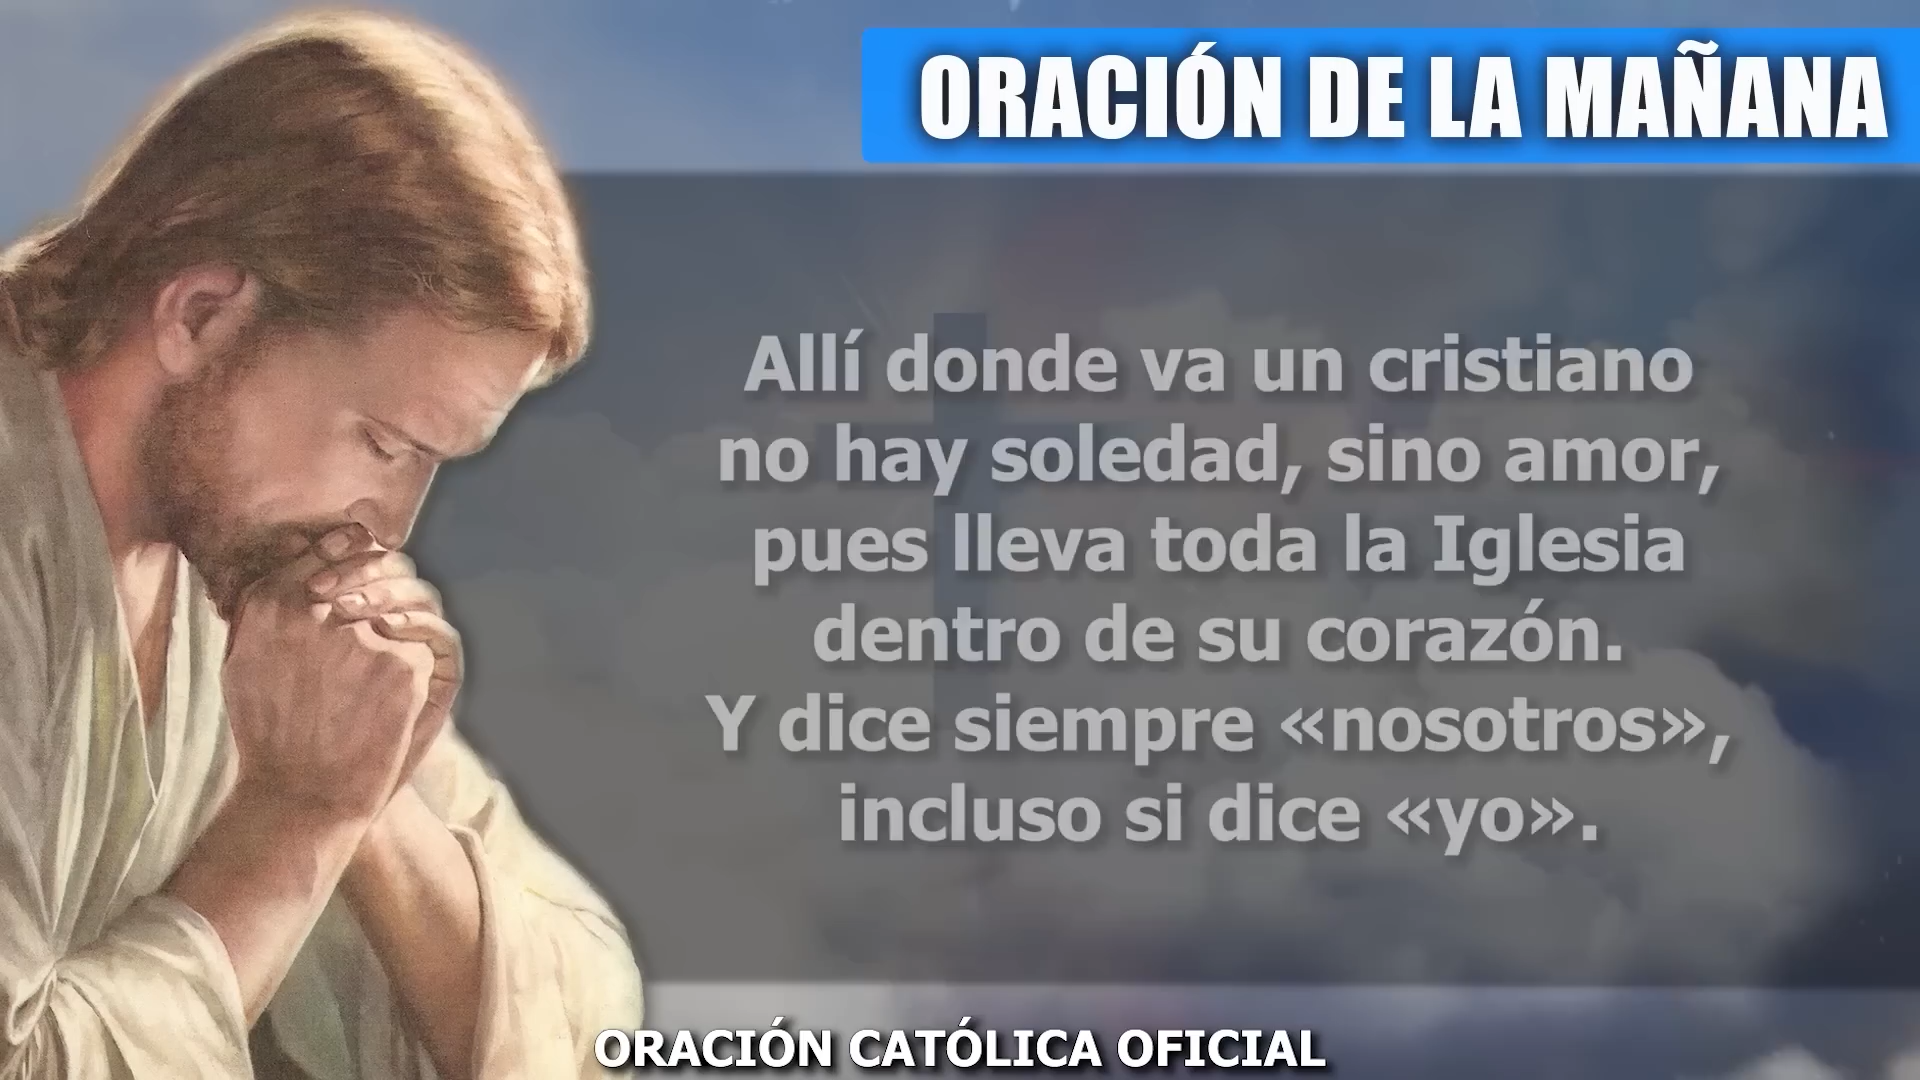 ORACIÓN DE LA MAÑANA
Allí donde va un cristiano
no hay soledad, sino amor,
pues lleva toda la Iglesia
dentro de su corazón.
Y dice siempre «nosotros»,
incluso si dice «yo».
ORACIÓN CATÓLICA OFICIAL